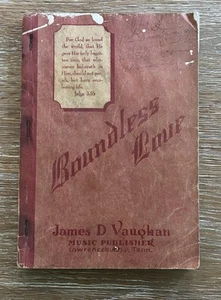 For God so loved
the world, that He
gave His only begot-
ten Son, that who-
soever believeth in
Him, should not per-
ish, but have ever-
lasting life.
John 3:16
Boundless
Love
James D Vaughan
MUSIC PUBLISHER
Lawrenceburg, Tenn.